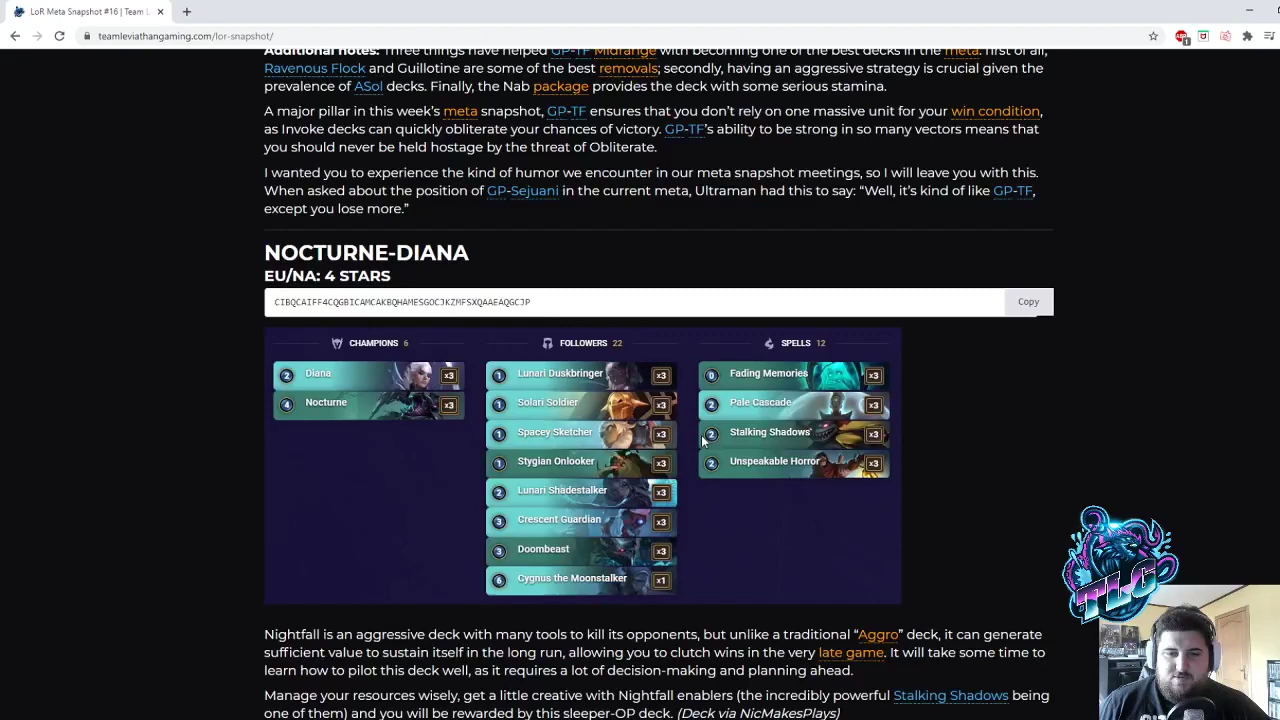 LoR Meta Snapshot #16 | Team L
teamleviathangaming.com/lor-snapshot/
Additional notes: Three things have helped GP-TF Midrange with becoming one of the best decks in the meta: first of all,
Ravenous Flock and Guillotine are some of the best removals; secondly, having an aggressive strategy is crucial given the
prevalence of ASol decks. Finally, the Nab package provides the deck with some serious stamina.
A major pillar in this week's meta snapshot, GP-TF ensures that you don't rely on one massive unit for your win condition,
as Invoke decks can quickly obliterate your chances of victory. GP-TF's ability to be strong in so many vectors means that
you should never be held hostage by the threat of Obliterate.
I wanted you to experience the kind of humor we encounter in our meta snapshot meetings, so I will leave you with this.
When asked about the position of GP-Sejuani in the current meta, Ultraman had this to say: “Well, it's kind of like GP-TF,
except you lose more.”
NOCTURNE-DIANA
EU/NA: 4 STARS
CIBQCAIFF4CQGBICAMCAKBQHAMESGOCJKZMFSXQAAEAQGCJP
Copy
CHAMPIONS 6
2 Diana x3
4 Nocturne x3
FOLLOWERS 22
1 Lunari Duskbringer x3
1 Solari Soldier x3
1 Spacey Sketcher x3
1 Stygian Onlooker x3
2 Lunari Shadestalker x3
3 Crescent Guardian x3
3 Doombeast x3
6 Cygnus the Moonstalker x1
SPELLS 12
0 Fading Memories x3
2 Pale Cascade x3
2 Stalking Shadows x3
2 Unspeakable Horror x3
Nightfall is an aggressive deck with many tools to kill its opponents, but unlike a traditional “Aggro” deck, it can generate
sufficient value to sustain itself in the long run, allowing you to clutch wins in the very late game. It will take some time to
learn how to pilot this deck well, as it requires a lot of decision-making and planning ahead.
Manage your resources wisely, get a little creative with Nightfall enablers (the incredibly powerful Stalking Shadows being
one of them) and you will be rewarded by this sleeper-OP deck. (Deck via NicMakesPlays)
TLG